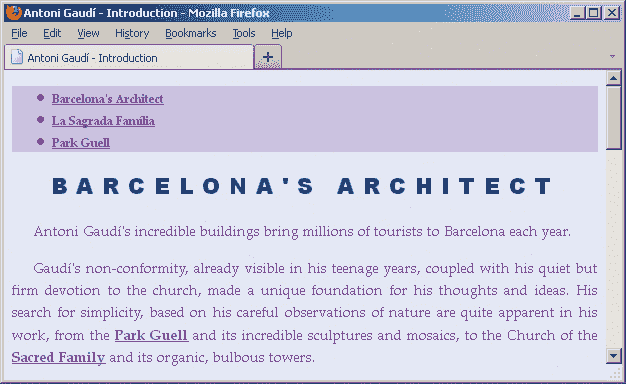 Antoni Gaudí - Introduction - Mozilla Firefox
File Edit View History Bookmarks Tools Help
Antoni Gaudí - Introduction
Barcelona's Architect
La Sagrada Familia
Park Guell
BARCELONA'S ARCHITECT
Antoni Gaudí's incredible buildings bring millions of tourists to Barcelona each year.
Gaudí's non-conformity, already visible in his teenage years, coupled with his quiet but
firm devotion to the church, made a unique foundation for his thoughts and ideas. His
search for simplicity, based on his careful observations of nature are quite apparent in his
work, from the Park Guell and its incredible sculptures and mosaics, to the Church of the
Sacred Family and its organic, bulbous towers.